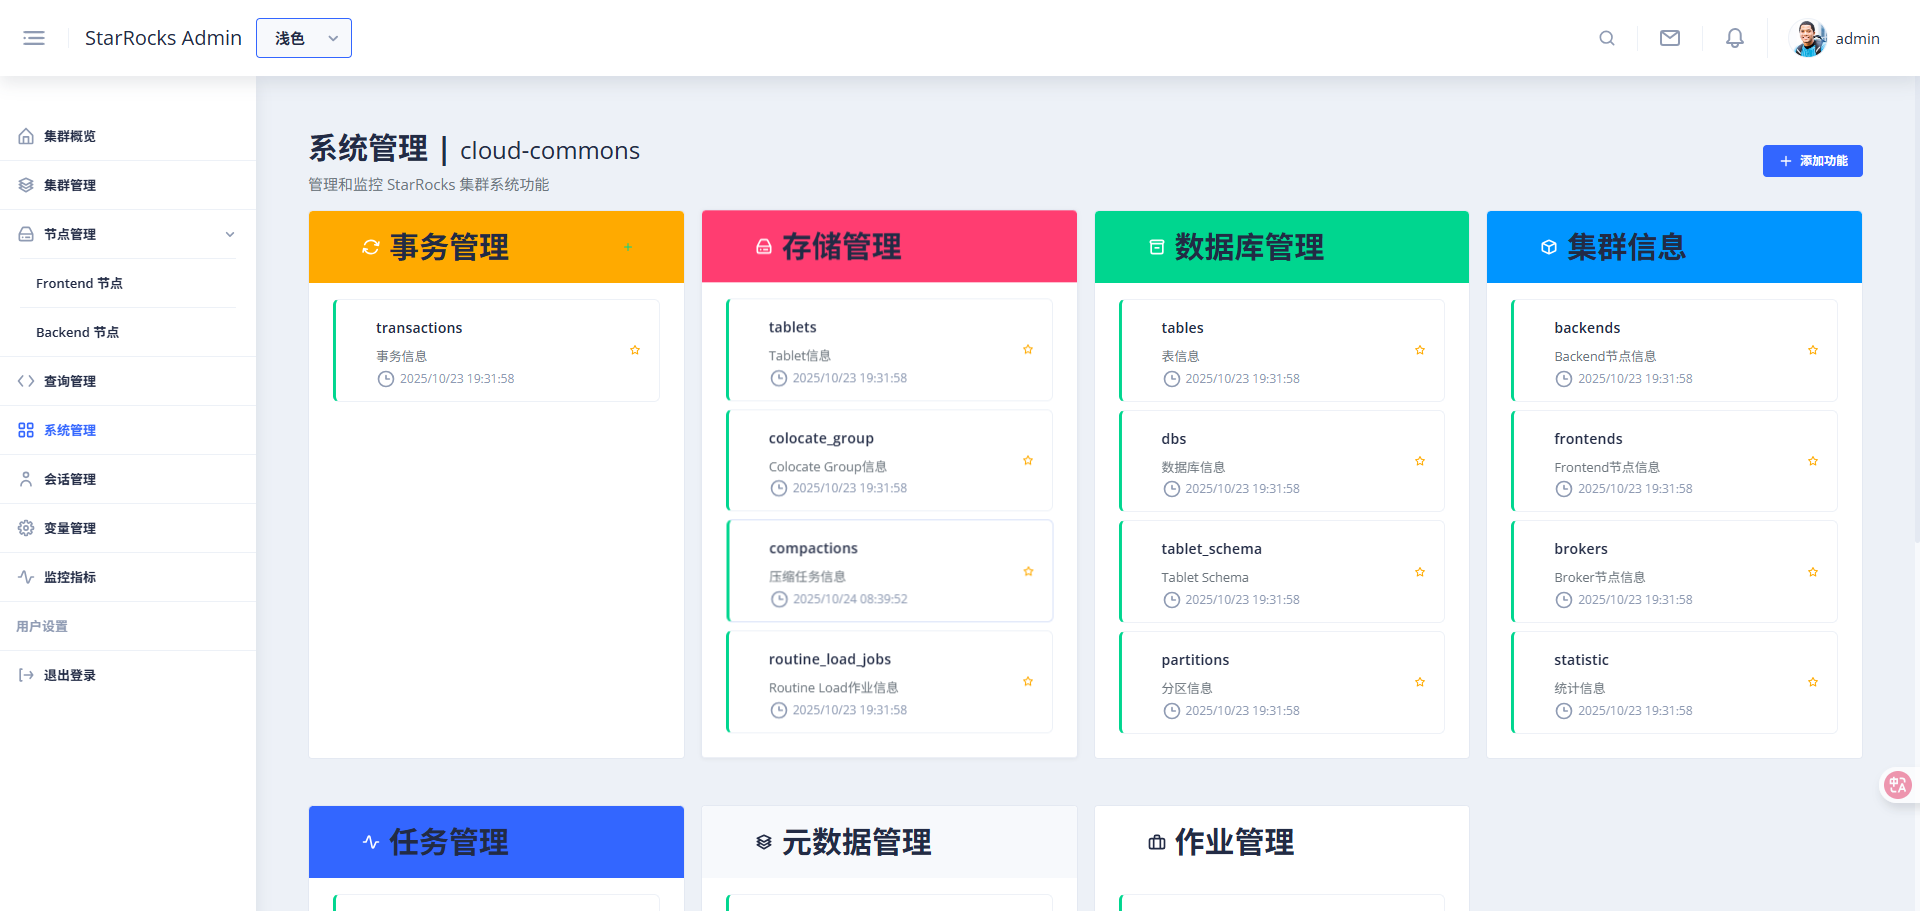 StarRocks Admin
浅色
admin
集群概览
集群管理
节点管理
Frontend 节点
Backend 节点
查询管理
系统管理
会话管理
变量管理
监控指标
用户设置
退出登录
系统管理 | cloud-commons
管理和监控 StarRocks 集群系统功能
添加功能
事务管理
transactions
事务信息
2025/10/23 19:31:58
存储管理
tablets
Tablet信息
2025/10/23 19:31:58
colocate_group
Colocate Group信息
2025/10/23 19:31:58
compactions
压缩任务信息
2025/10/24 08:39:52
routine_load_jobs
Routine Load作业信息
2025/10/23 19:31:58
数据库管理
tables
表信息
2025/10/23 19:31:58
dbs
数据库信息
2025/10/23 19:31:58
tablet_schema
Tablet Schema
2025/10/23 19:31:58
partitions
分区信息
2025/10/23 19:31:58
集群信息
backends
Backend节点信息
2025/10/23 19:31:58
frontends
Frontend节点信息
2025/10/23 19:31:58
brokers
Broker节点信息
2025/10/23 19:31:58
statistic
统计信息
2025/10/23 19:31:58
任务管理
元数据管理
作业管理